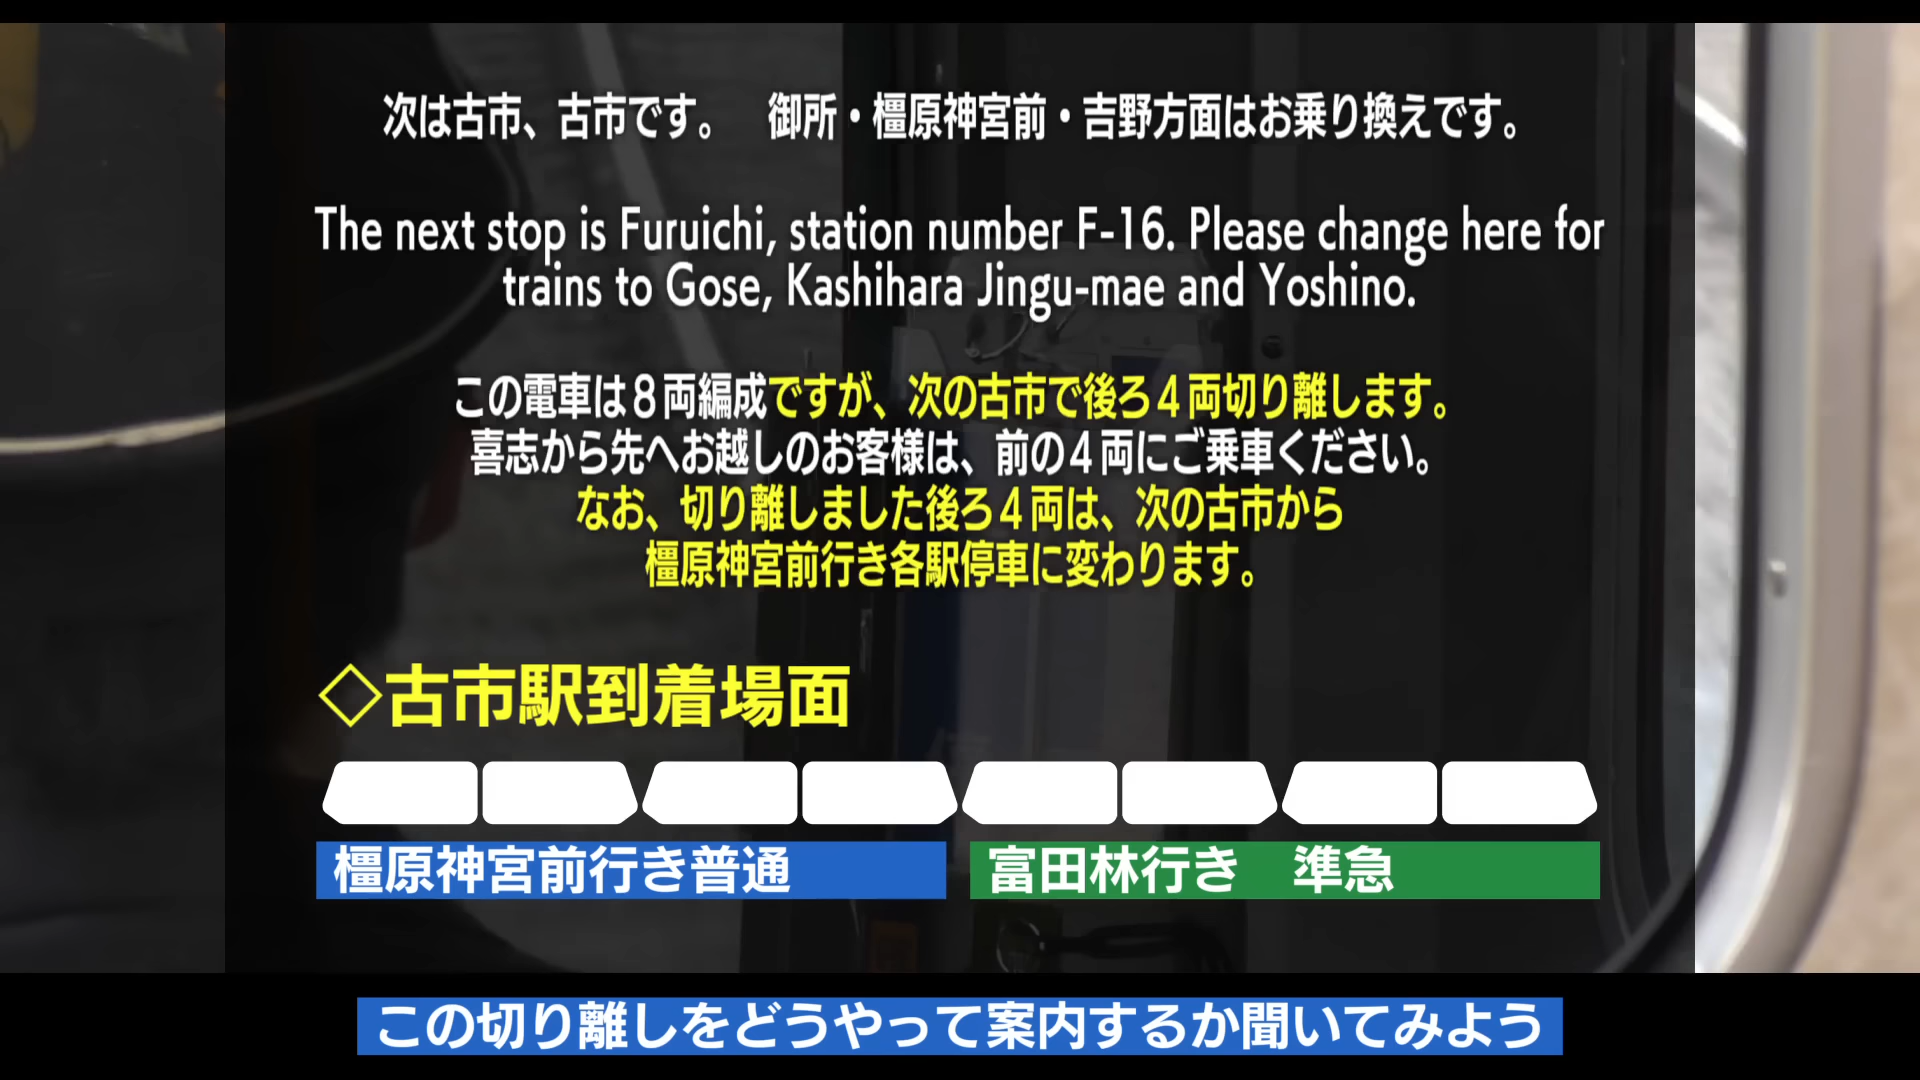 次は古市、古市です。　御所・橿原神宮前・吉野方面はお乗り換えです。
The next stop is Furuichi, station number F-16. Please change here for
trains to Gose, Kashihara Jingu-mae and Yoshino.
この電車は８両編成ですが、次の古市で後ろ４両切り離します。
喜志から先へお越しのお客様は、前の４両にご乗車ください。
なお、切り離しました後ろ４両は、次の古市から
橿原神宮前行き各駅停車に変わります。
◇古市駅到着場面
橿原神宮前行き普通
富田林行き　準急
この切り離しをどうやって案内するか聞いてみよう